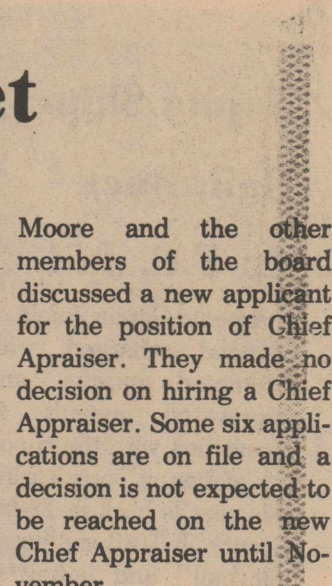 et
Moore and the other
members of the board
discussed a new applicant
for the position of Chief
Apraiser. They made no
decision on hiring a Chief
Appraiser. Some six appli-
cations are on file and a
decision is not expected to
be reached on the new
Chief Appraiser until No-
vember.